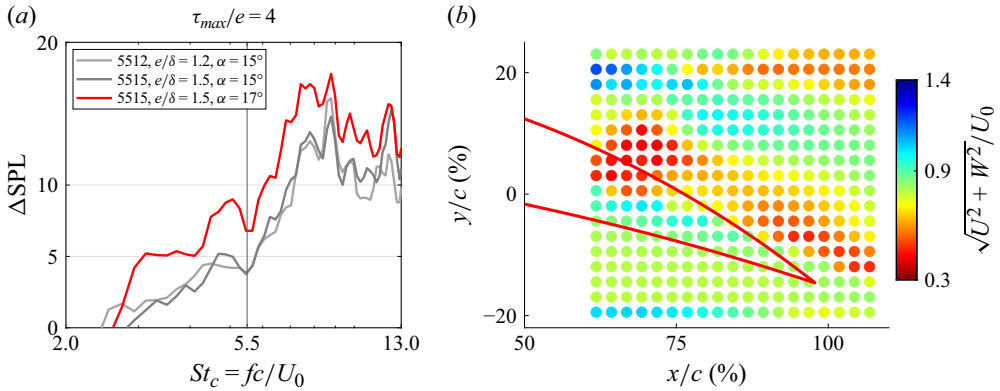 (a)
τmax/e = 4
20
5512, e/δ = 1.2, α = 15°
5515, e/δ = 1.5, α = 15°
5515, e/δ = 1.5, α = 17°
ΔSPL
10
5
0
2.0
5.5
13.0
Stc = fc/U0
(b)
20
0
−20
y/c (%)
50
75
100
x/c (%)
1.4
0.9
0.3
√U² + W²/U0